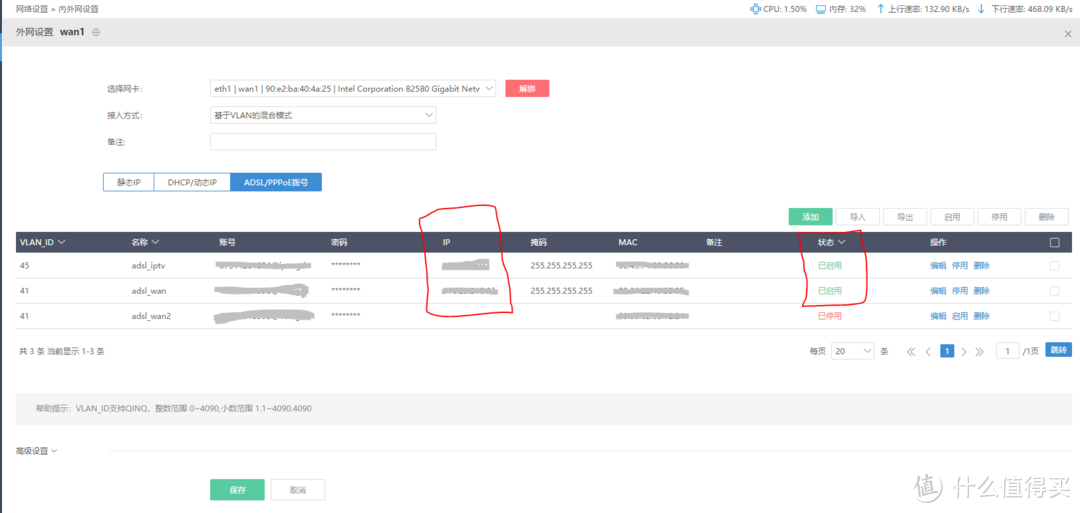 网络设置 > 内外网设置 CPU: 1.50% 内存: 32% 上行速率: 132.90 KB/s 下行速率: 468.09 KB/s
外网设置 wan1
选择网卡: eth1 | wan1 | 90:e2:ba:40:4a:25 | Intel Corporation 82580 Gigabit Netv 解绑
接入方式: 基于VLAN的混合模式
备注:
静态IP DHCP/动态IP ADSL/PPPoE拨号
添加 导入 导出 启用 停用 删除
VLAN_ID 名称 账号 密码 IP 掩码 MAC 备注 状态 操作
45 adsl_iptv ******** 255.255.255.255 已启用 编辑 停用 删除
41 adsl_wan ******** 255.255.255.255 已启用 编辑 停用 删除
41 adsl_wan2 ******** 已停用 编辑 启用 删除
共 3 条 当前显示 1-3 条 每页 20 条 1 1 /1页 跳转
帮助提示: VLAN_ID支持QINQ，整数范围 0~4090,小数范围 1.1~4090.4090
高级设置
保存 取消
值 什么值得买